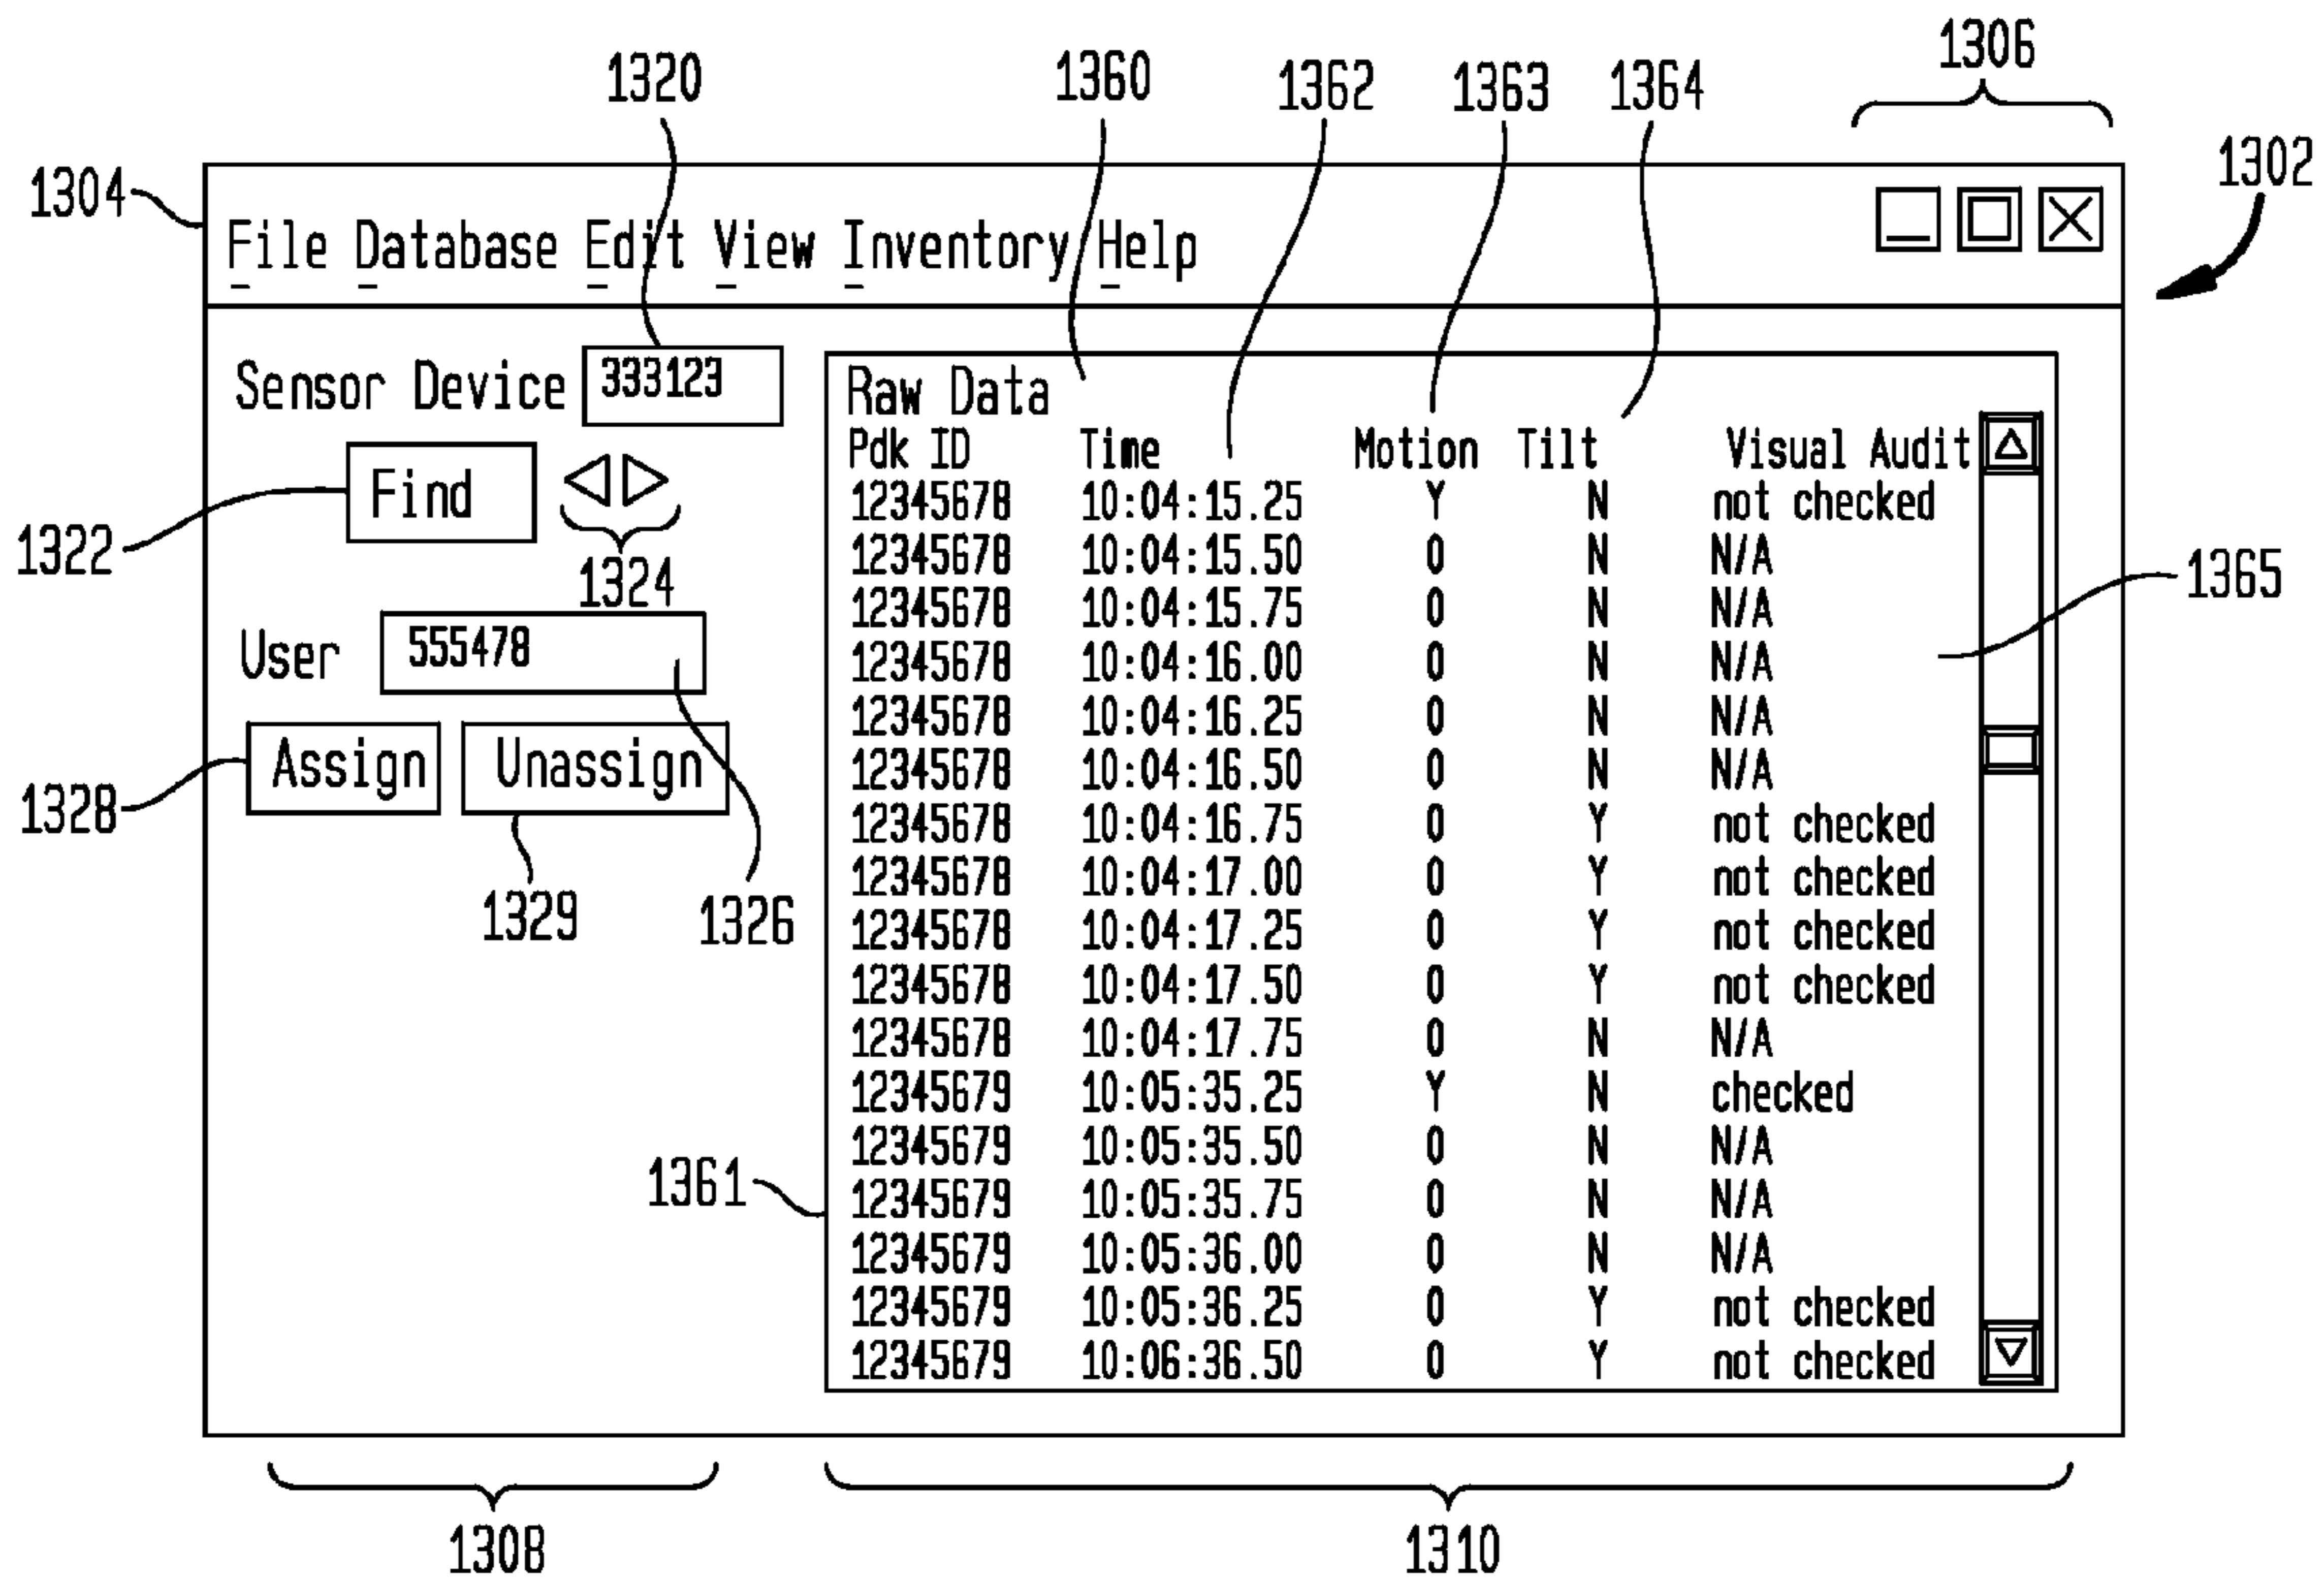 1306
1320 1360 1362 1363 1364
1302
1304
File Database Edit View Inventory Help
Sensor Device 333123
Find
1322
1324
User 555478
Assign Unassign
1328
1329
1326
Raw Data
Pdk ID Time Motion Tilt Visual Audit
12345678 10:04:15.25 Y N not checked
12345678 10:04:15.50 0 N N/A
12345678 10:04:15.75 0 N N/A
12345678 10:04:16.00 0 N N/A
12345678 10:04:16.25 0 N N/A
12345678 10:04:16.50 0 N N/A
12345678 10:04:16.75 0 Y not checked
12345678 10:04:17.00 0 Y not checked
12345678 10:04:17.25 0 Y not checked
12345678 10:04:17.50 0 Y not checked
12345678 10:04:17.75 0 N N/A
12345679 10:05:35.25 Y N checked
12345679 10:05:35.50 0 N N/A
12345679 10:05:35.75 0 N N/A
12345679 10:05:36.00 0 N N/A
12345679 10:05:36.25 0 Y not checked
12345679 10:06:36.50 0 Y not checked
1365
1361
1308 1310